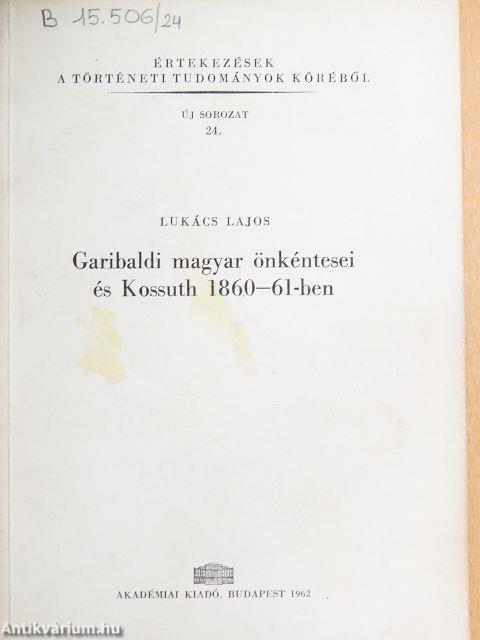 B 15.506/24
ÉRTEKEZÉSEK
A TÖRTÉNETI TUDOMÁNYOK KÖRÉBŐL
ÚJ SOROZAT
24.
LUKÁCS LAJOS
Garibaldi magyar önkéntesei
és Kossuth 1860–61-ben
AKADÉMIAI KIADÓ, BUDAPEST 1962
Antikvárium.hu